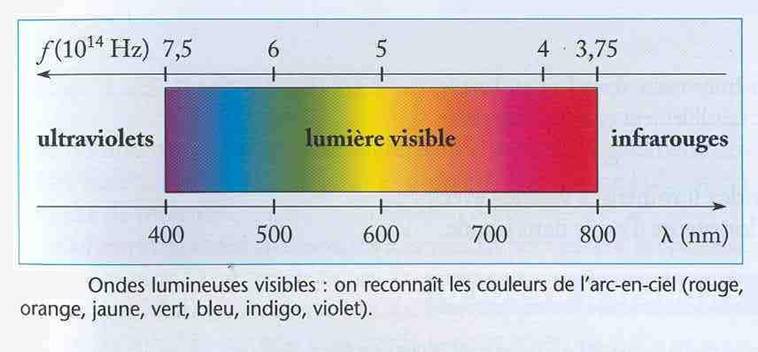 f(10¹⁴ Hz) 7,5 6 5 4 3,75
ultraviolets lumière visible infrarouges
400 500 600 700 800 λ (nm)
Ondes lumineuses visibles : on reconnaît les couleurs de l'arc-en-ciel (rouge,
orange, jaune, vert, bleu, indigo, violet).